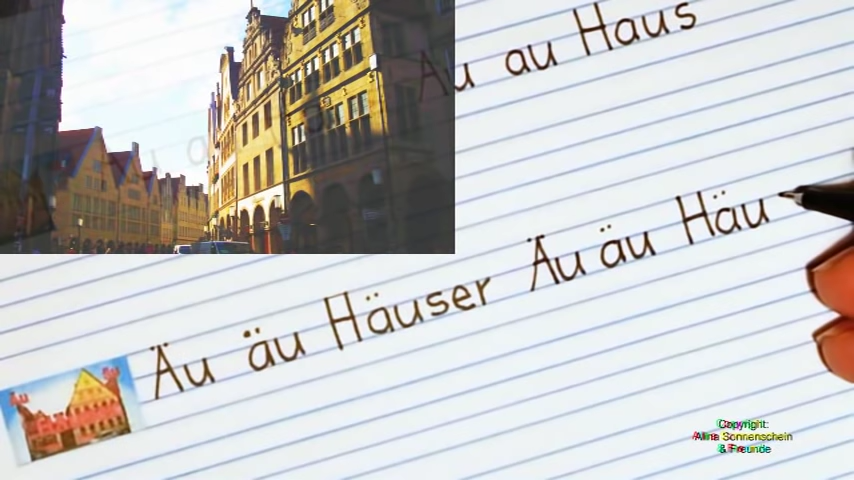 Au au Haus
Äu äu Häuser Äu äu Häu
Copyright:
Alina Sonnenschein
& Freunde